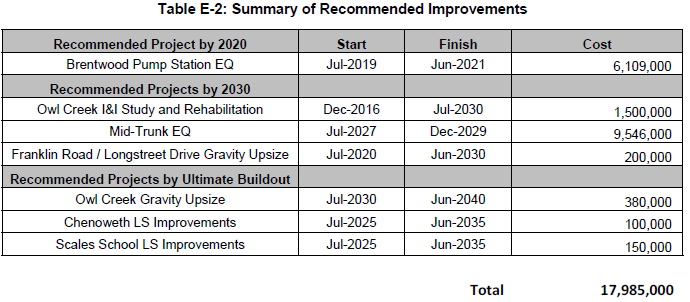 Table E-2: Summary of Recommended Improvements
Recommended Project by 2020 Start Finish Cost
Brentwood Pump Station EQ Jul-2019 Jun-2021 6,109,000
Recommended Projects by 2030
Owl Creek I&I Study and Rehabilitation Dec-2016 Jul-2030 1,500,000
Mid-Trunk EQ Jul-2027 Dec-2029 9,546,000
Franklin Road / Longstreet Drive Gravity Upsize Jul-2020 Jun-2030 200,000
Recommended Projects by Ultimate Buildout
Owl Creek Gravity Upsize Jul-2030 Jun-2040 380,000
Chenoweth LS Improvements Jul-2025 Jun-2035 100,000
Scales School LS Improvements Jul-2025 Jun-2035 150,000
Total 17,985,000